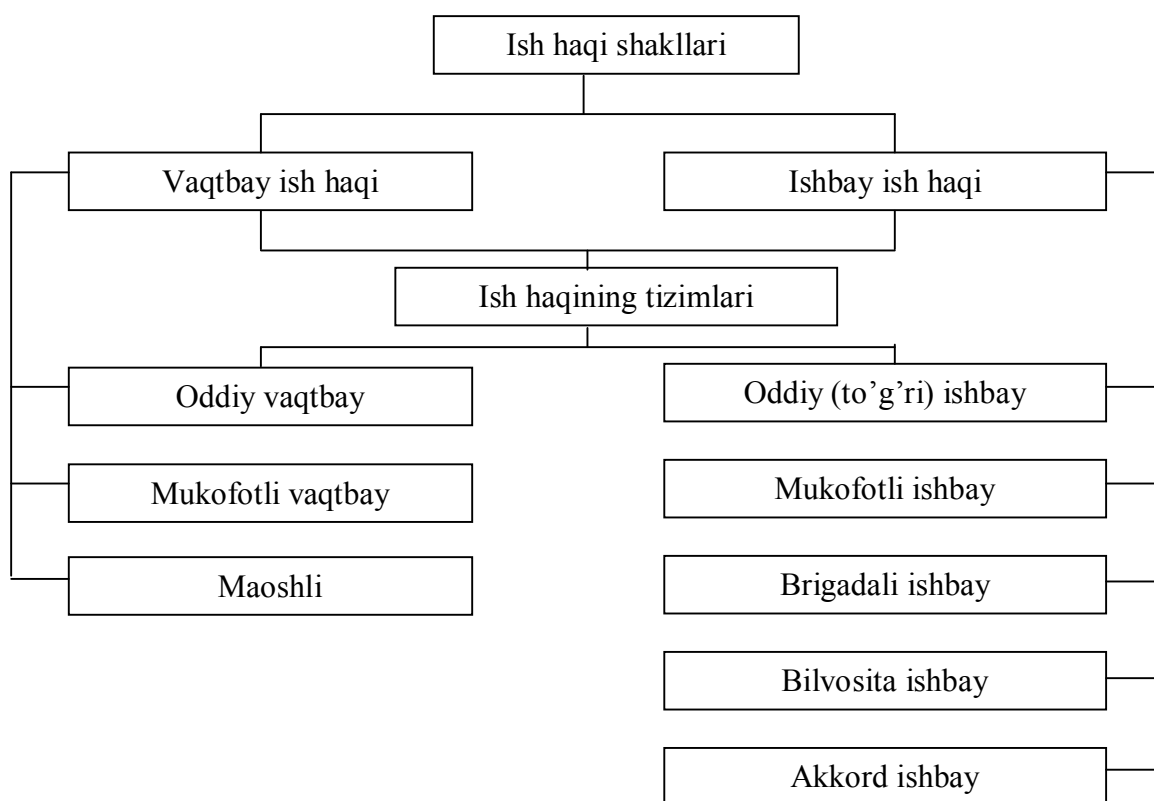 Ish haqi shakllari
Vaqtbay ish haqi
Ishbay ish haqi
Ish haqining tizimlari
Oddiy vaqtbay
Oddiy (to’g’ri) ishbay
Mukofotli vaqtbay
Mukofotli ishbay
Maoshli
Brigadali ishbay
Bilvosita ishbay
Akkord ishbay